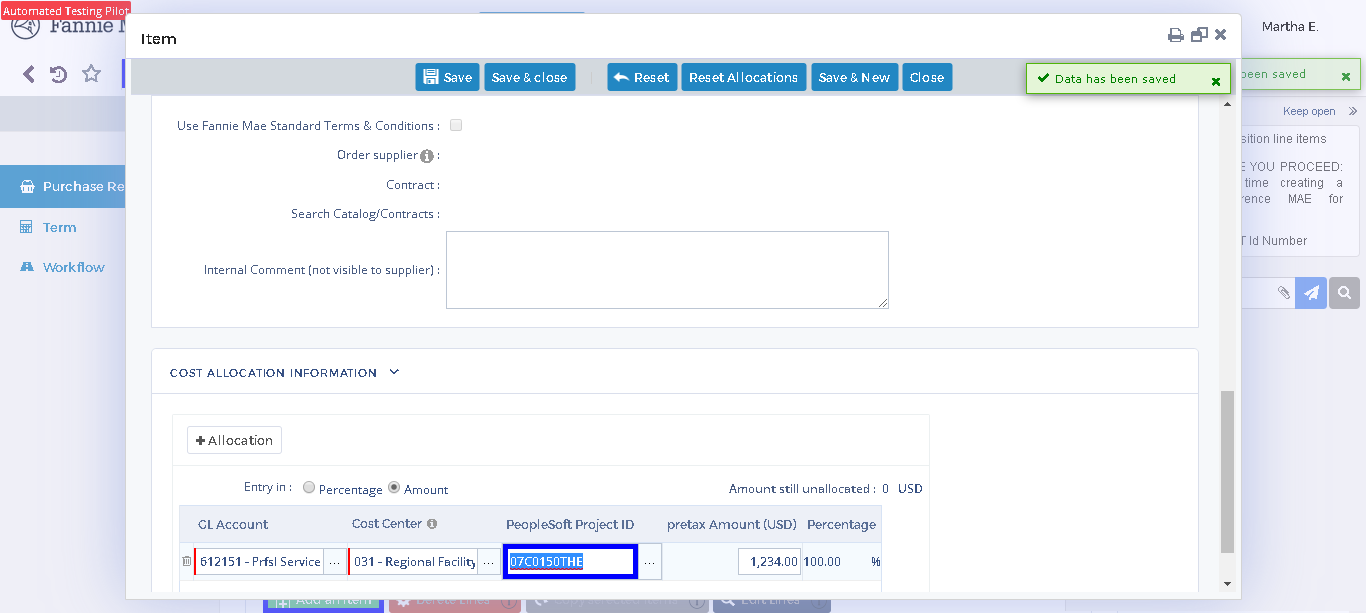 Automated Testing Pilot
Fannie M
Martha E.
Item
Save
Save & close
Reset
Reset Allocations
Save & New
Close
Data has been saved
been saved
Keep open
Use Fannie Mae Standard Terms & Conditions :
Order supplier :
Contract :
Search Catalog/Contracts :
Internal Comment (not visible to supplier) :
sition line items
E YOU PROCEED:
time creating a
rence MAE for
T Id Number
Purchase Re
Term
Workflow
COST ALLOCATION INFORMATION
+ Allocation
Entry in : Percentage Amount
Amount still unallocated : 0 USD
GL Account
Cost Center
PeopleSoft Project ID
pretax Amount (USD)
Percentage
612151 - Prfsl Service ...
031 - Regional Facility ...
07C0150THE ...
1,234.00
100.00 %
Add an item
Delete Lines
Copy selected items
Edit Lines